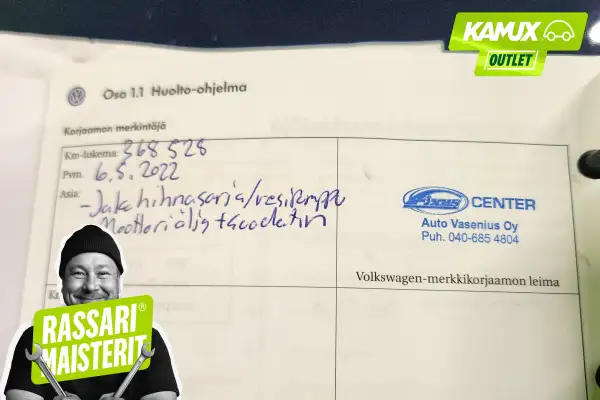 KAMUX
OUTLET
Osa 1.1 Huolto-ohjelma
Korjaamon merkintöjä
Km-lukema: 368 528
Pvm. 6.5.2022
Asia: -Jakohihnasarja/vesipumppu
Moottoriöljy + suodatin
CENTER
Auto Vasenius Oy
Puh. 040-685 4804
Volkswagen-merkkikorjaamon leima
RASSARI®
MAISTERIT